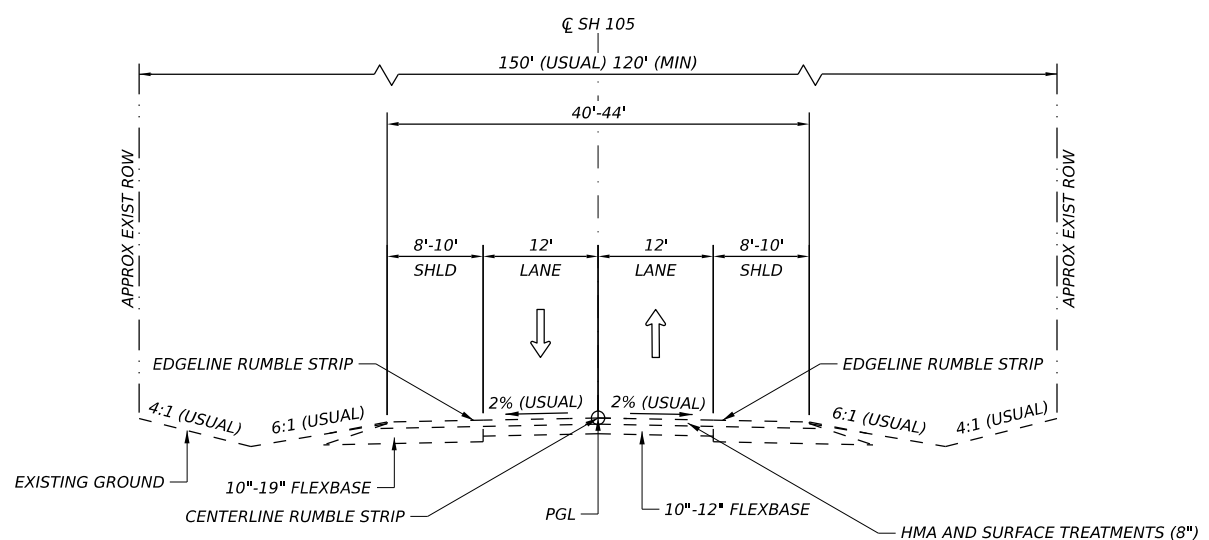 ℄ SH 105
150' (USUAL) 120' (MIN)
40'-44'
APPROX EXIST ROW
APPROX EXIST ROW
8'-10'
SHLD
12'
LANE
12'
LANE
8'-10'
SHLD
EDGELINE RUMBLE STRIP
EDGELINE RUMBLE STRIP
4:1 (USUAL)
6:1 (USUAL)
2% (USUAL)
2% (USUAL)
6:1 (USUAL)
4:1 (USUAL)
EXISTING GROUND
10"-19" FLEXBASE
CENTERLINE RUMBLE STRIP
PGL
10"-12" FLEXBASE
HMA AND SURFACE TREATMENTS (8")